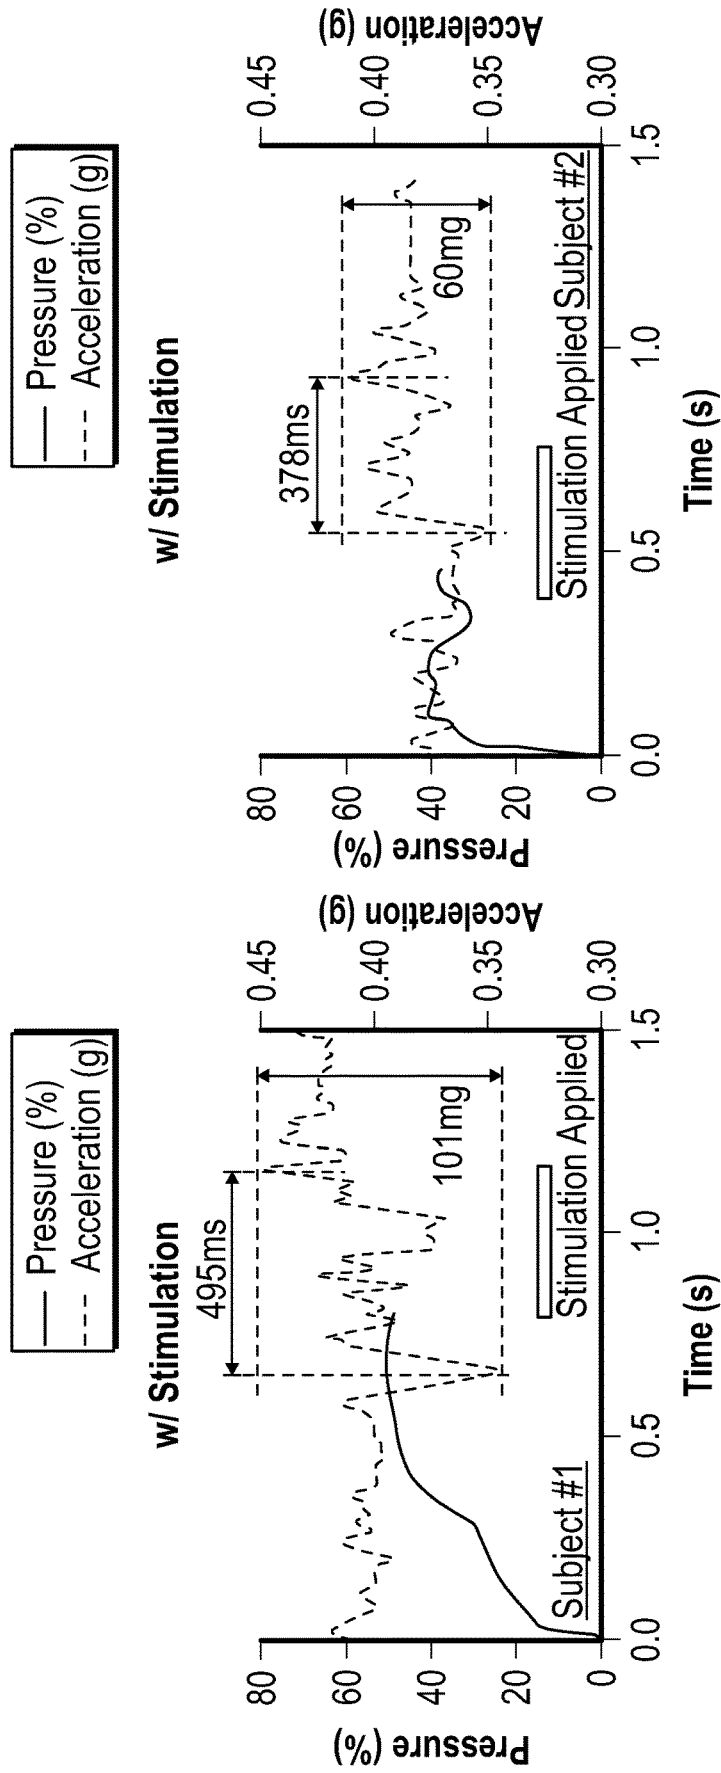 Pressure (%)
Acceleration (g)
w/ Stimulation
Pressure (%)
80
60
40
20
0
495ms
101mg
Subject #1
Stimulation Applied
0.45
0.40
0.35
0.30
Acceleration (g)
0.0
0.5
1.0
1.5
Time (s)
Pressure (%)
Acceleration (g)
w/ Stimulation
Pressure (%)
80
60
40
20
0
378ms
60mg
Stimulation Applied
Subject #2
0.45
0.40
0.35
0.30
Acceleration (g)
0.0
0.5
1.0
1.5
Time (s)